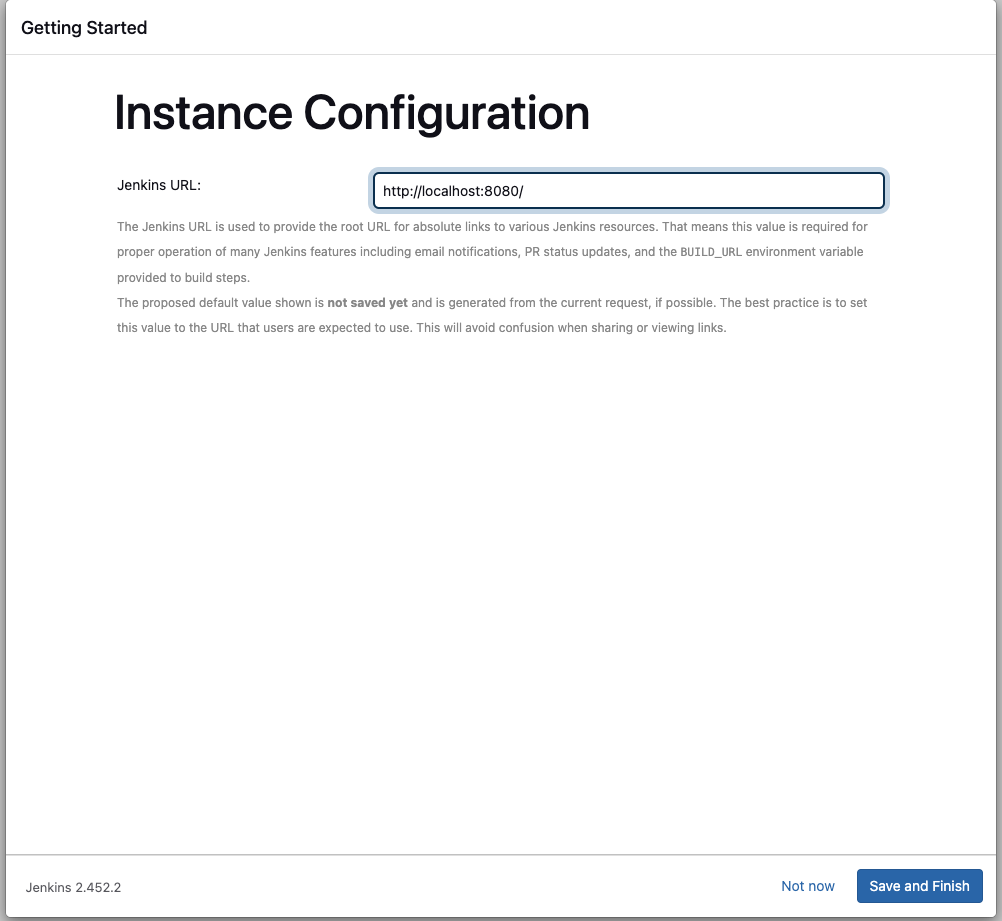 Getting Started
Instance Configuration
Jenkins URL:
http://localhost:8080/
The Jenkins URL is used to provide the root URL for absolute links to various Jenkins resources. That means this value is required for
proper operation of many Jenkins features including email notifications, PR status updates, and the BUILD_URL environment variable
provided to build steps.
The proposed default value shown is not saved yet and is generated from the current request, if possible. The best practice is to set
this value to the URL that users are expected to use. This will avoid confusion when sharing or viewing links.
Jenkins 2.452.2
Not now
Save and Finish